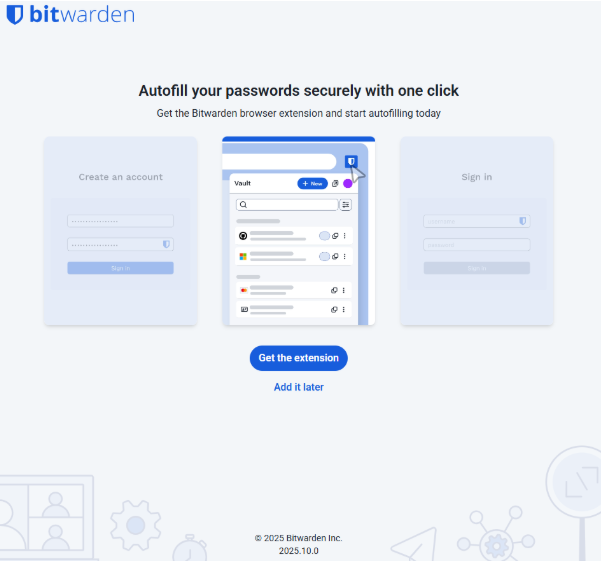 bitwarden
Autofill your passwords securely with one click
Get the Bitwarden browser extension and start autofilling today
Create an account
Sign in
Vault
+ New
Sign in
username
password
Sign in
Get the extension
Add it later
© 2025 Bitwarden Inc.
2025.10.0